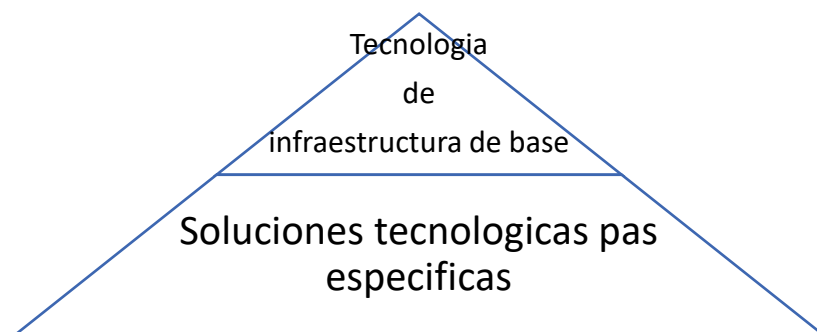 Tecnologia
de
infraestructura de base
Soluciones tecnologicas pas
especificas